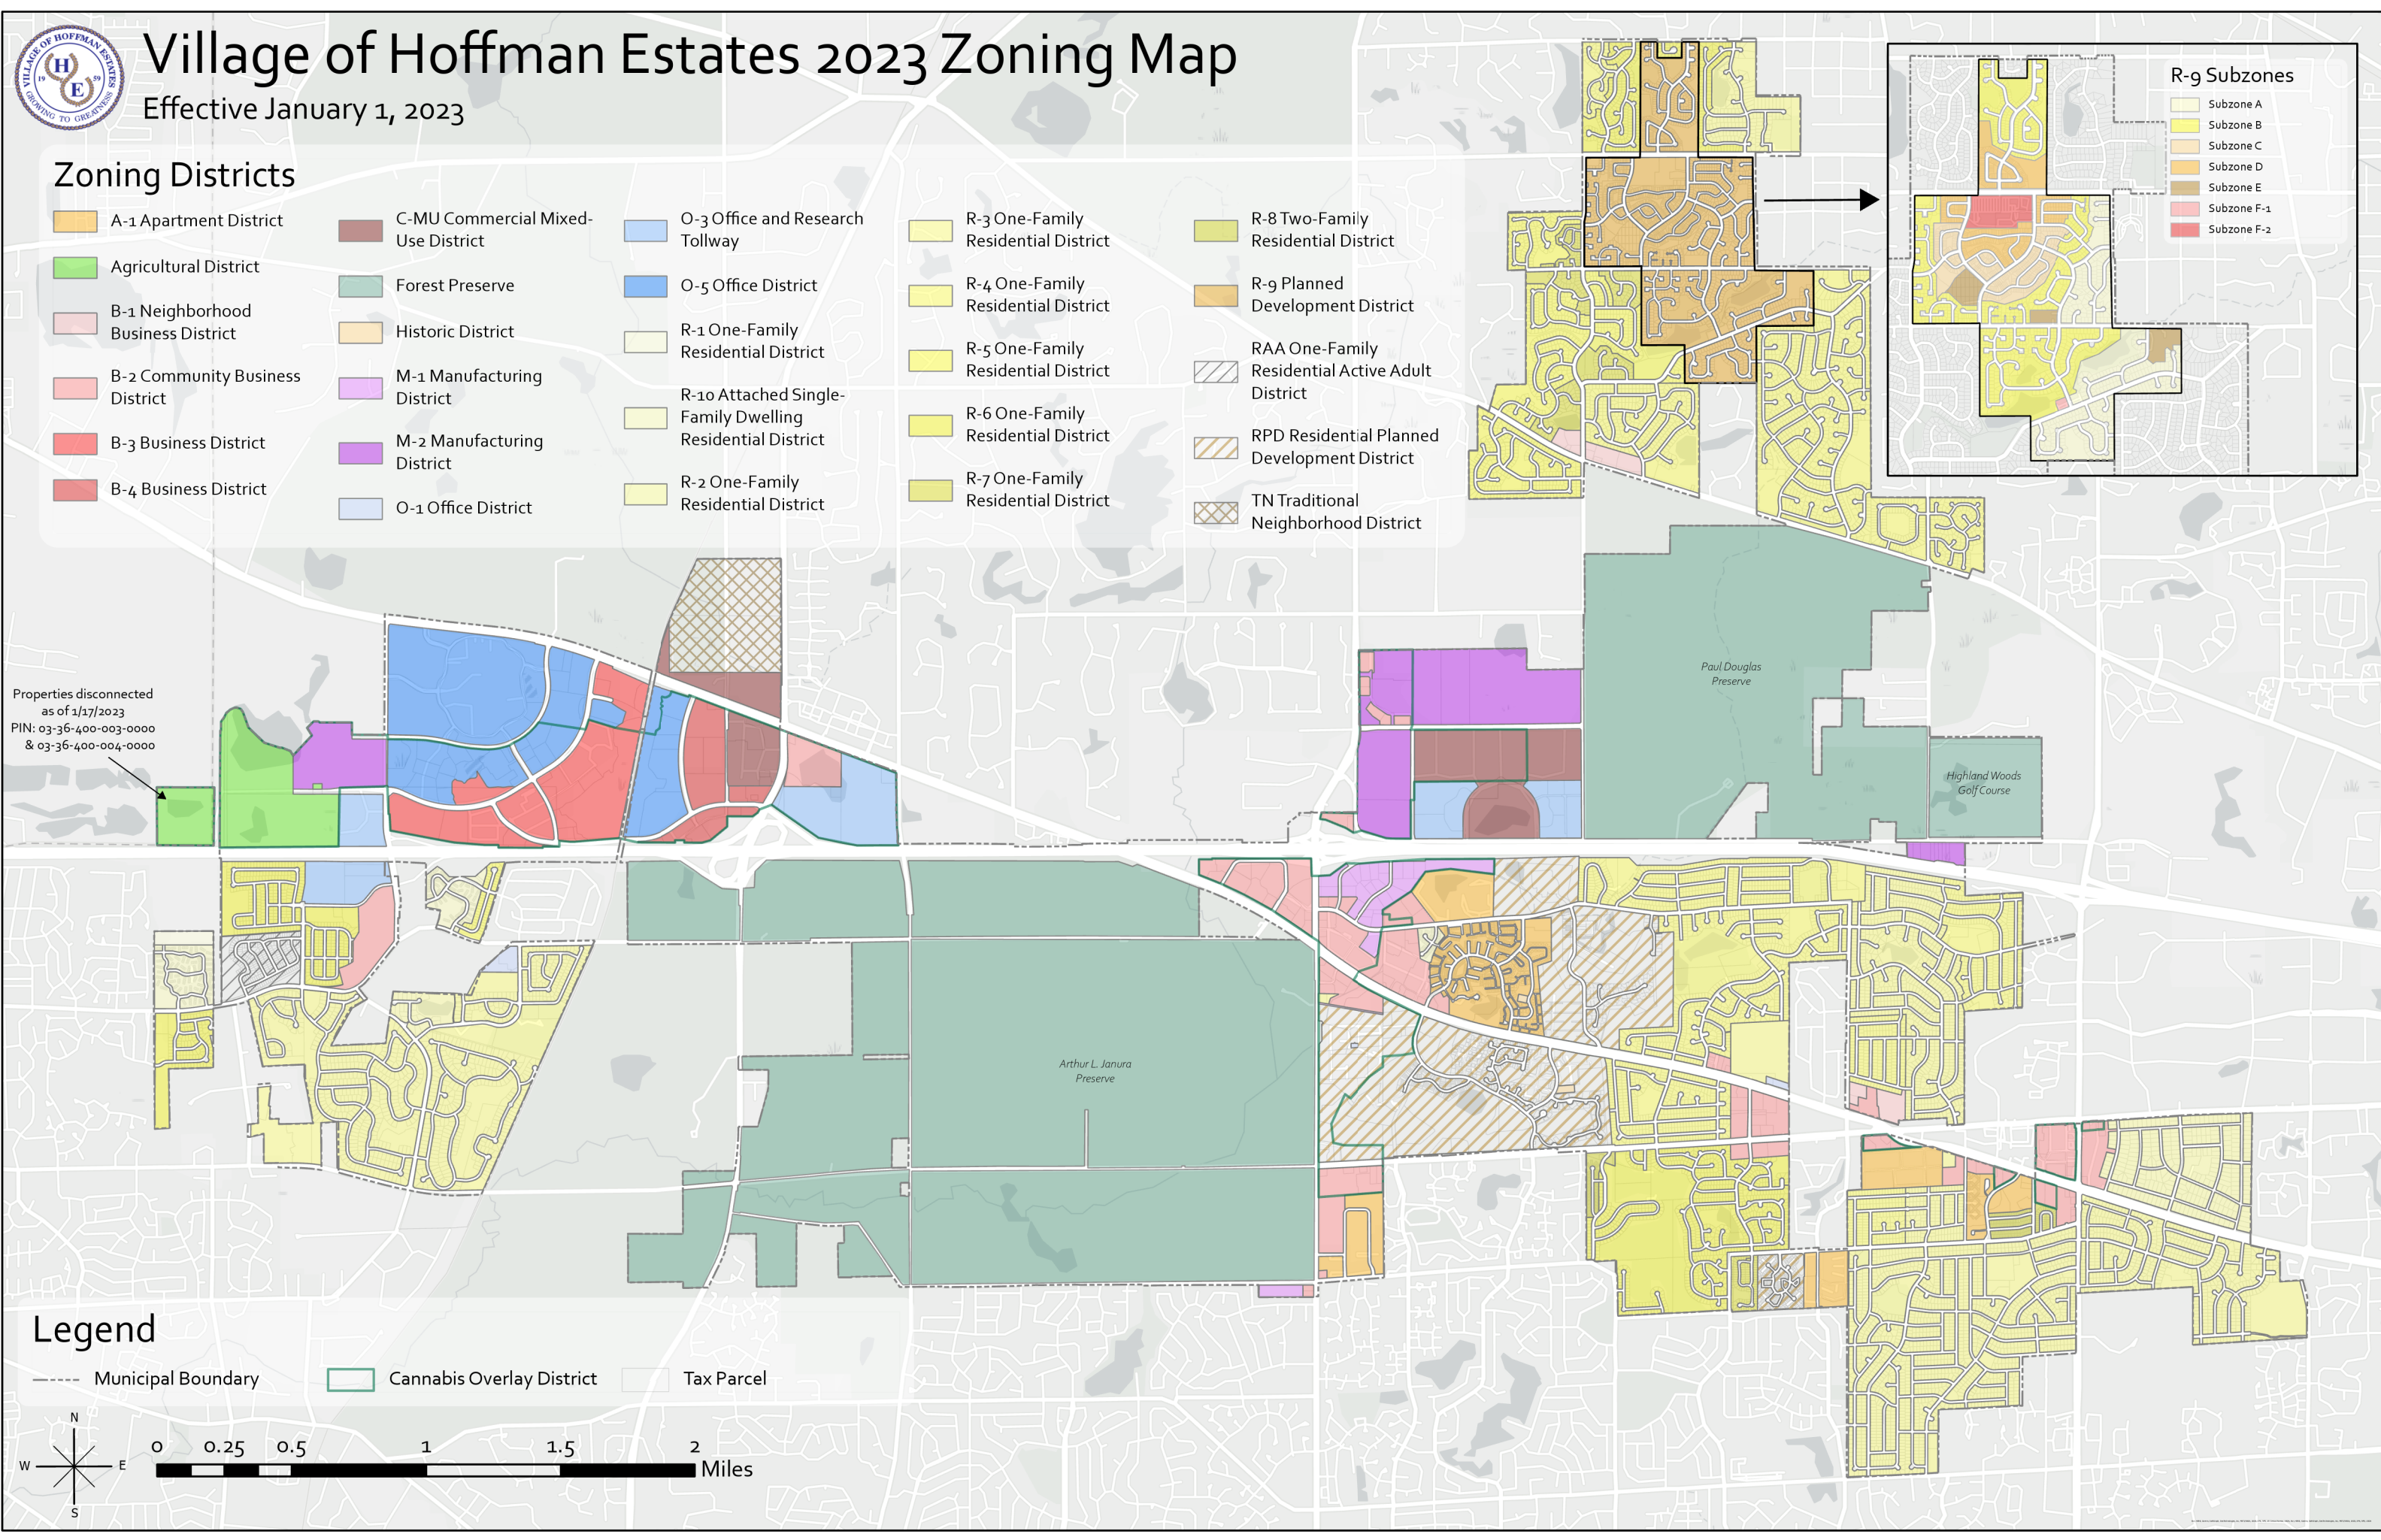 VILLAGE OF HOFFMAN ESTATES
H
19 59
E
GROWING TO GREATNESS
Village of Hoffman Estates 2023 Zoning Map
Effective January 1, 2023
Zoning Districts
A-1 Apartment District
Agricultural District
B-1 Neighborhood
Business District
B-2 Community Business
District
B-3 Business District
B-4 Business District
C-MU Commercial Mixed-
Use District
Forest Preserve
Historic District
M-1 Manufacturing
District
M-2 Manufacturing
District
O-1 Office District
O-3 Office and Research
Tollway
O-5 Office District
R-1 One-Family
Residential District
R-10 Attached Single-
Family Dwelling
Residential District
R-2 One-Family
Residential District
R-3 One-Family
Residential District
R-4 One-Family
Residential District
R-5 One-Family
Residential District
R-6 One-Family
Residential District
R-7 One-Family
Residential District
R-8 Two-Family
Residential District
R-9 Planned
Development District
RAA One-Family
Residential Active Adult
District
RPD Residential Planned
Development District
TN Traditional
Neighborhood District
R-9 Subzones
Subzone A
Subzone B
Subzone C
Subzone D
Subzone E
Subzone F-1
Subzone F-2
Properties disconnected
as of 1/17/2023
PIN: 03-36-400-003-0000
& 03-36-400-004-0000
Paul Douglas
Preserve
Highland Woods
Golf Course
Arthur L. Janura
Preserve
Legend
Municipal Boundary
Cannabis Overlay District
Tax Parcel
N
W E
S
0 0.25 0.5 1 1.5 2
Miles